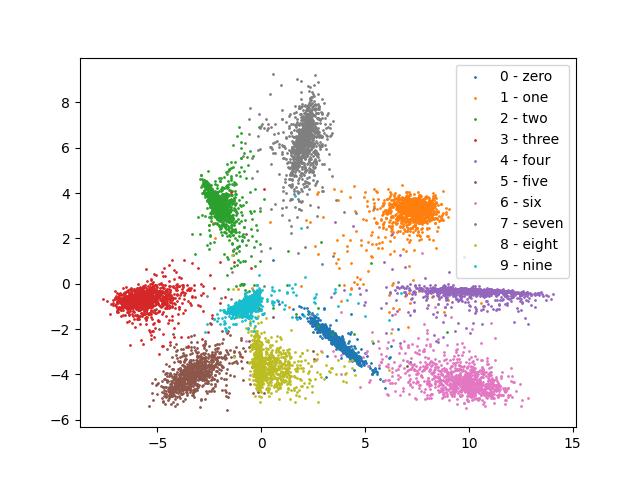 0 - zero
1 - one
2 - two
3 - three
4 - four
5 - five
6 - six
7 - seven
8 - eight
9 - nine
8
6
4
2
0
−2
−4
−6
−5 0 5 10 15